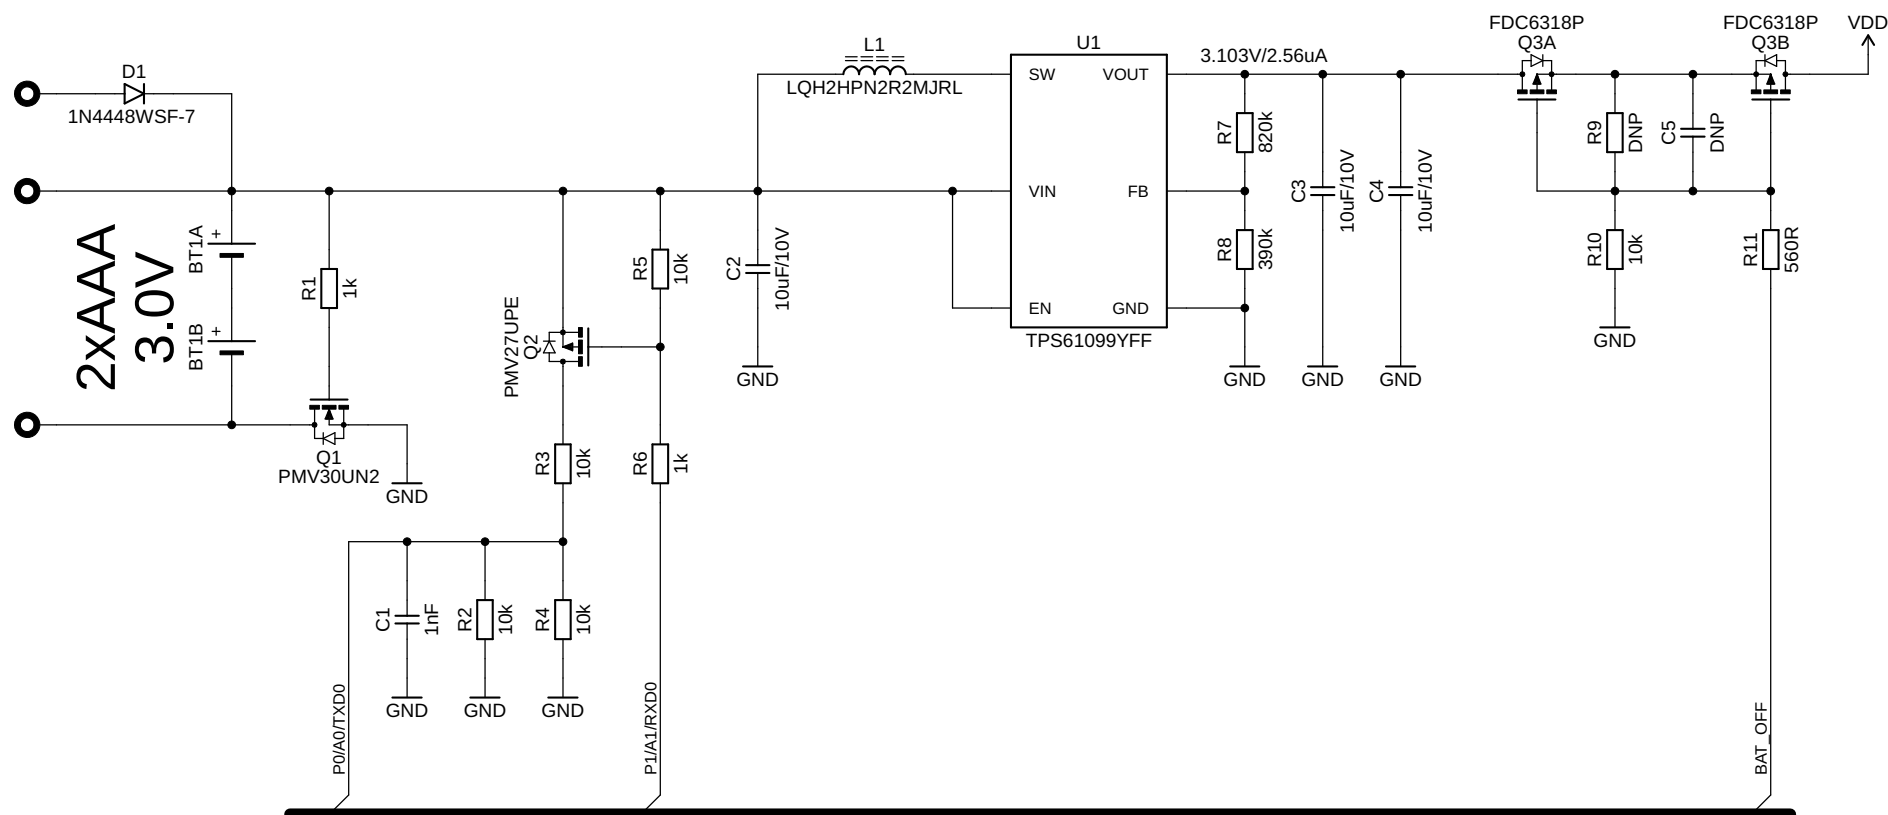 FDC6318P
Q3A
FDC6318P
Q3B
VDD
D1
1N4448WSF-7
L1
LQH2HPN2R2MJRL
U1
SW
VOUT
VIN
FB
EN
GND
TPS61099YFF
3.103V/2.56uA
R7
820k
R8
390k
GND
C3
10uF/10V
GND
C4
10uF/10V
GND
R9
DNP
C5
DNP
R10
10k
GND
R11
560R
BAT_OFF
2xAAA
3.0V
BT1A
+
BT1B
+
R1
1k
Q1
PMV30UN2
GND
PMV27UPE
Q2
R5
10k
C2
10uF/10V
GND
R3
10k
R6
1k
C1
1nF
GND
R2
10k
GND
R4
10k
GND
P0/A0/TXD0
P1/A1/RXD0